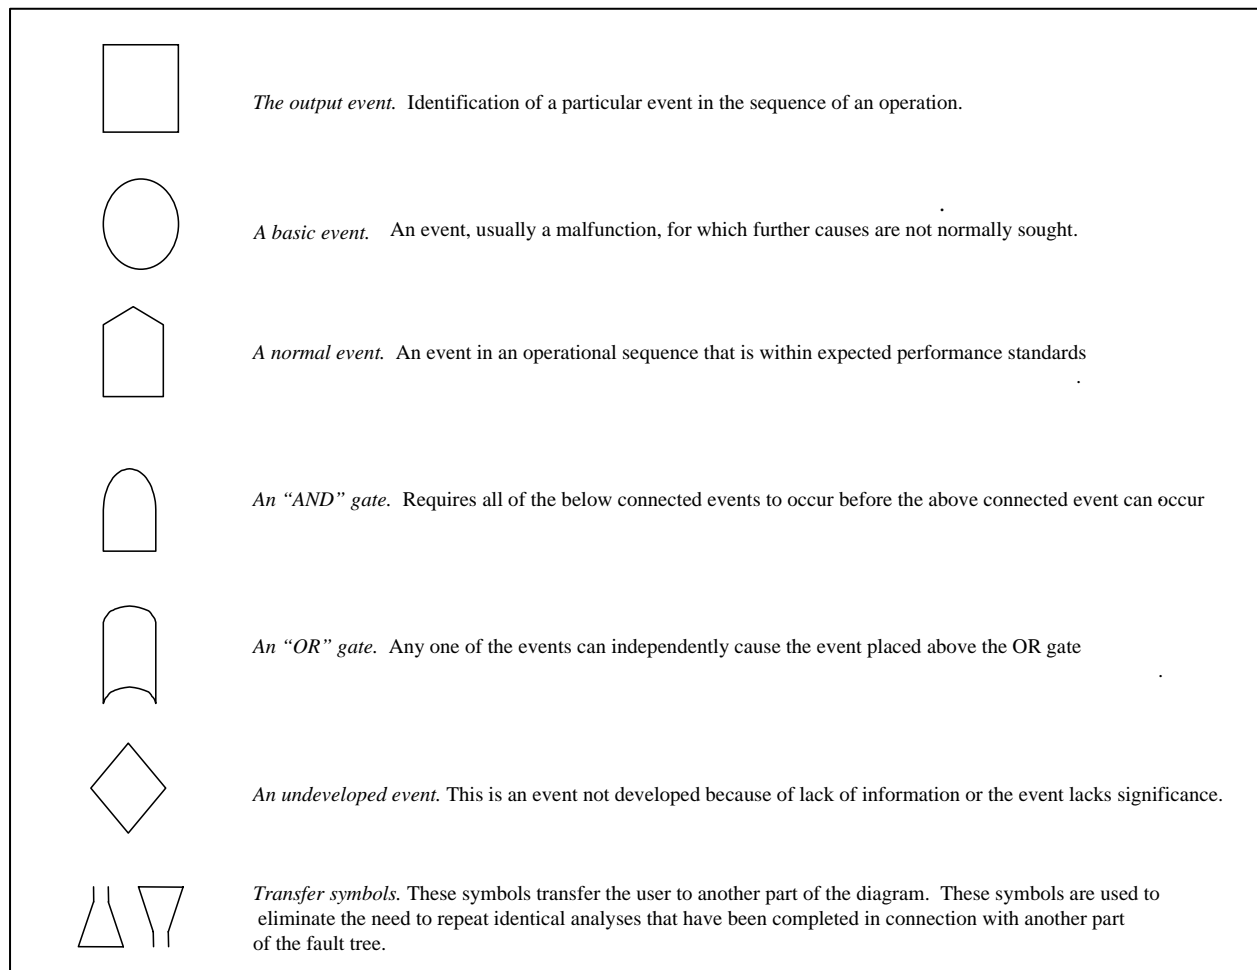 The output event. Identification of a particular event in the sequence of an operation.
A basic event. An event, usually a malfunction, for which further causes are not normally sought.
A normal event. An event in an operational sequence that is within expected performance standards
An “AND” gate. Requires all of the below connected events to occur before the above connected event can occur
An “OR” gate. Any one of the events can independently cause the event placed above the OR gate
An undeveloped event. This is an event not developed because of lack of information or the event lacks significance.
Transfer symbols. These symbols transfer the user to another part of the diagram. These symbols are used to
eliminate the need to repeat identical analyses that have been completed in connection with another part
of the fault tree.